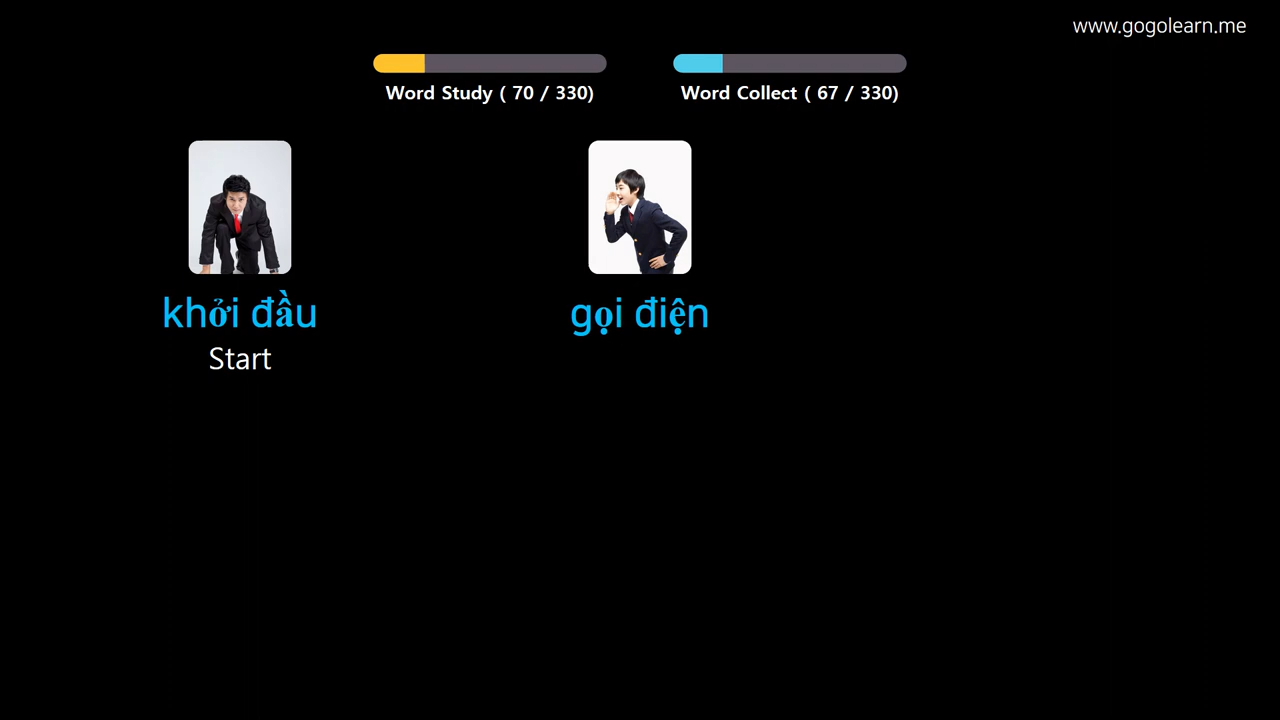 www.gogolearn.me
Word Study ( 70 / 330)
Word Collect ( 67 / 330)
khởi đầu
gọi điện
Start